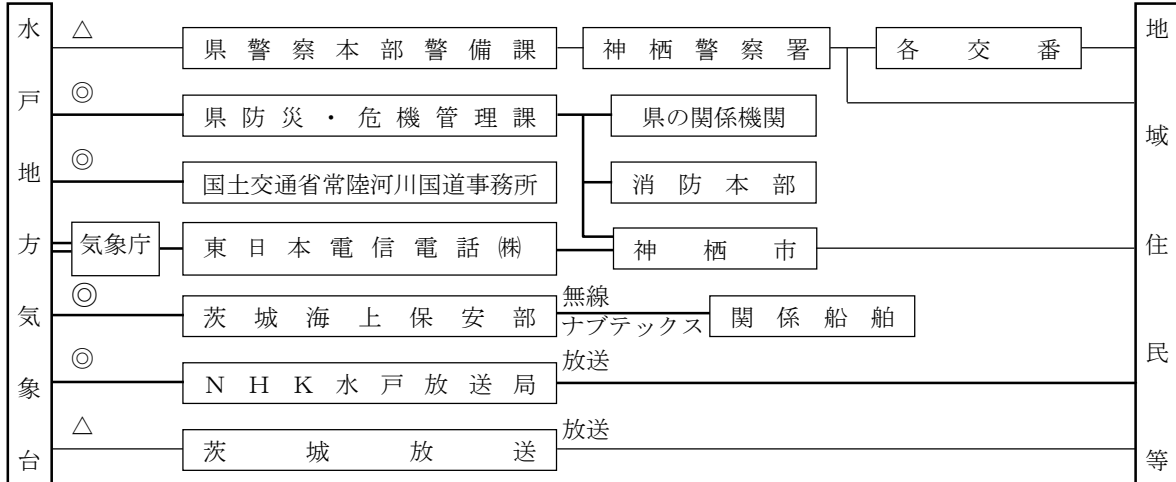 水戸地方気象台
△
県警察本部警備課
神栖警察署
各交番
◎
県防災・危機管理課
県の関係機関
◎
国土交通省常陸河川国道事務所
消防本部
気象庁
東日本電信電話㈱
神栖市
◎
茨城海上保安部
無線
ナブテックス
関係船舶
◎
NHK水戸放送局
放送
△
茨城放送
放送
地域住民等